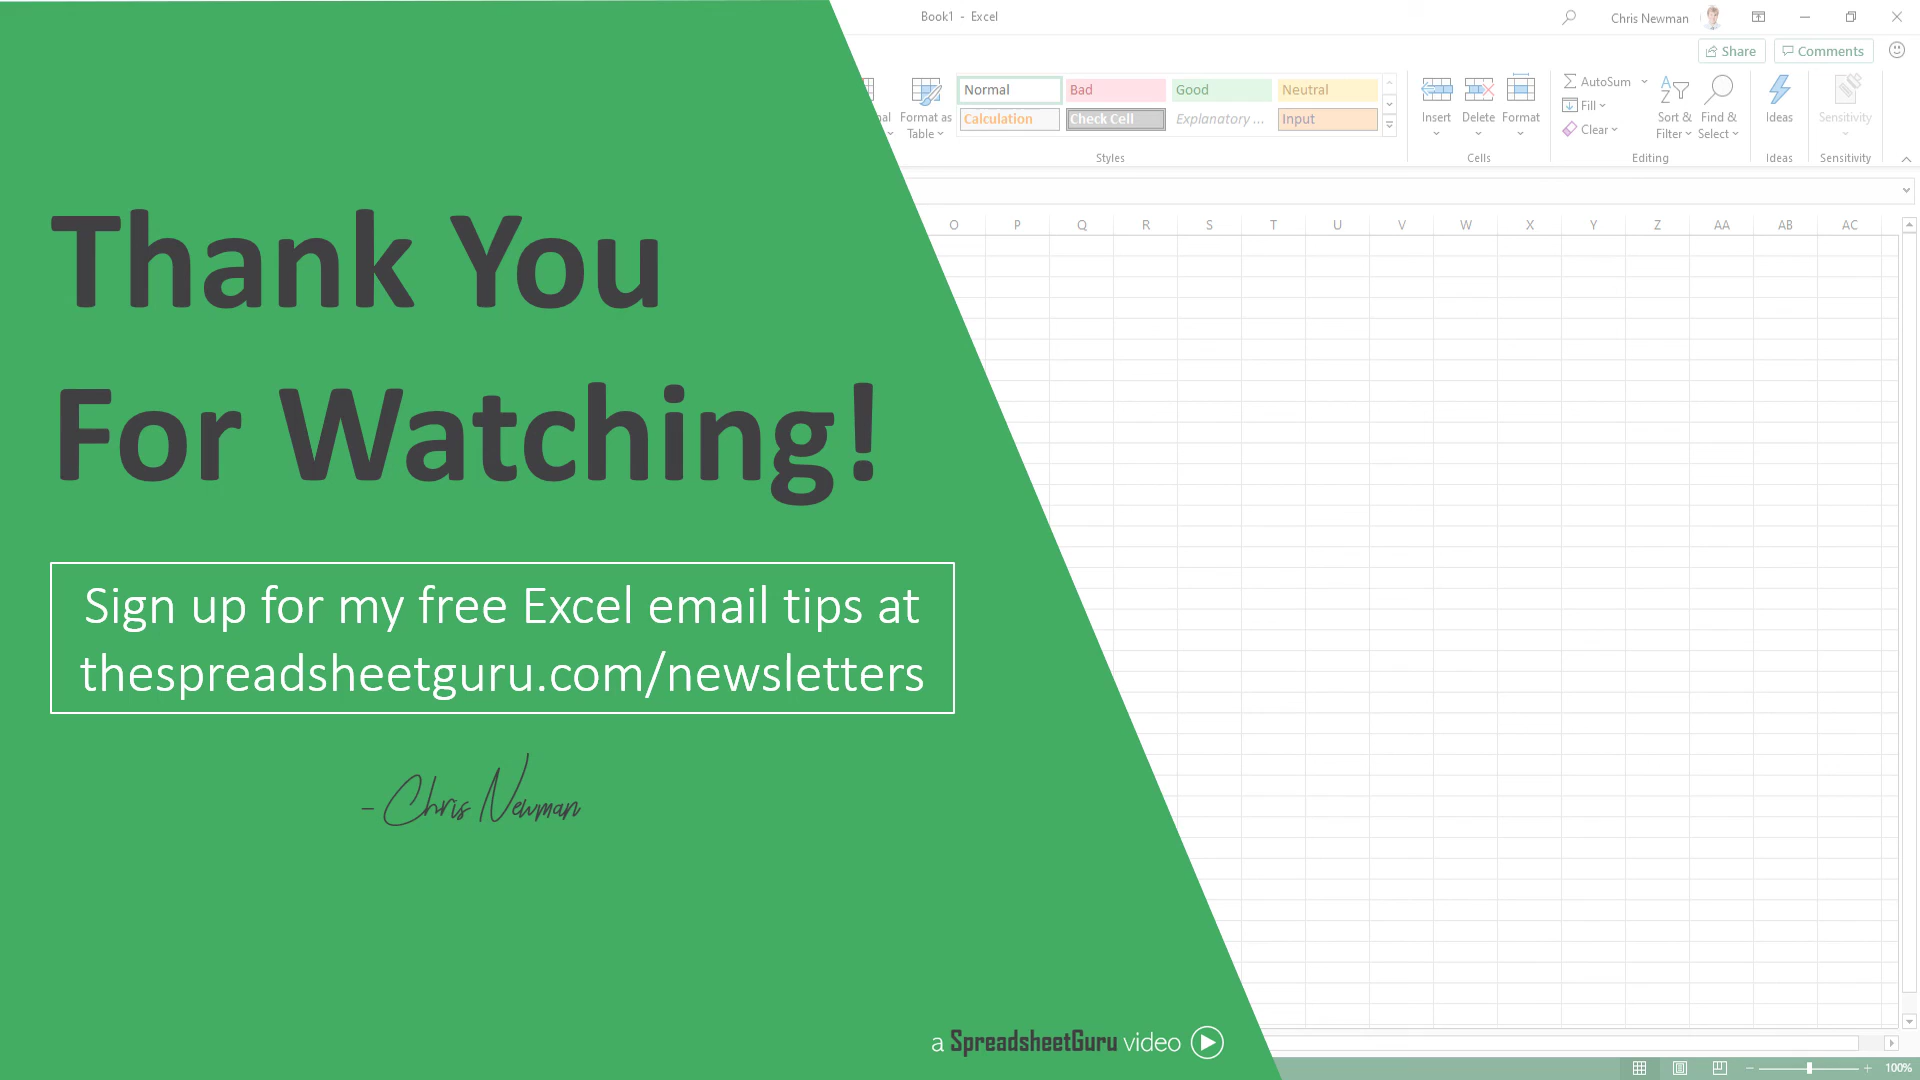 Thank You
For Watching!
Sign up for my free Excel email tips at
thespreadsheetguru.com/newsletters
- Chris Newman
a SpreadsheetGuru video
Book1 - Excel
Chris Newman
Share
Comments
Format as
Table
Normal
Bad
Good
Neutral
Calculation
Check Cell
Explanatory ...
Input
Styles
Insert
Delete
Format
Cells
AutoSum
Fill
Clear
Sort &
Filter
Find &
Select
Editing
Ideas
Ideas
Sensitivity
Sensitivity
O P Q R S T U V W X Y Z AA AB AC
100%